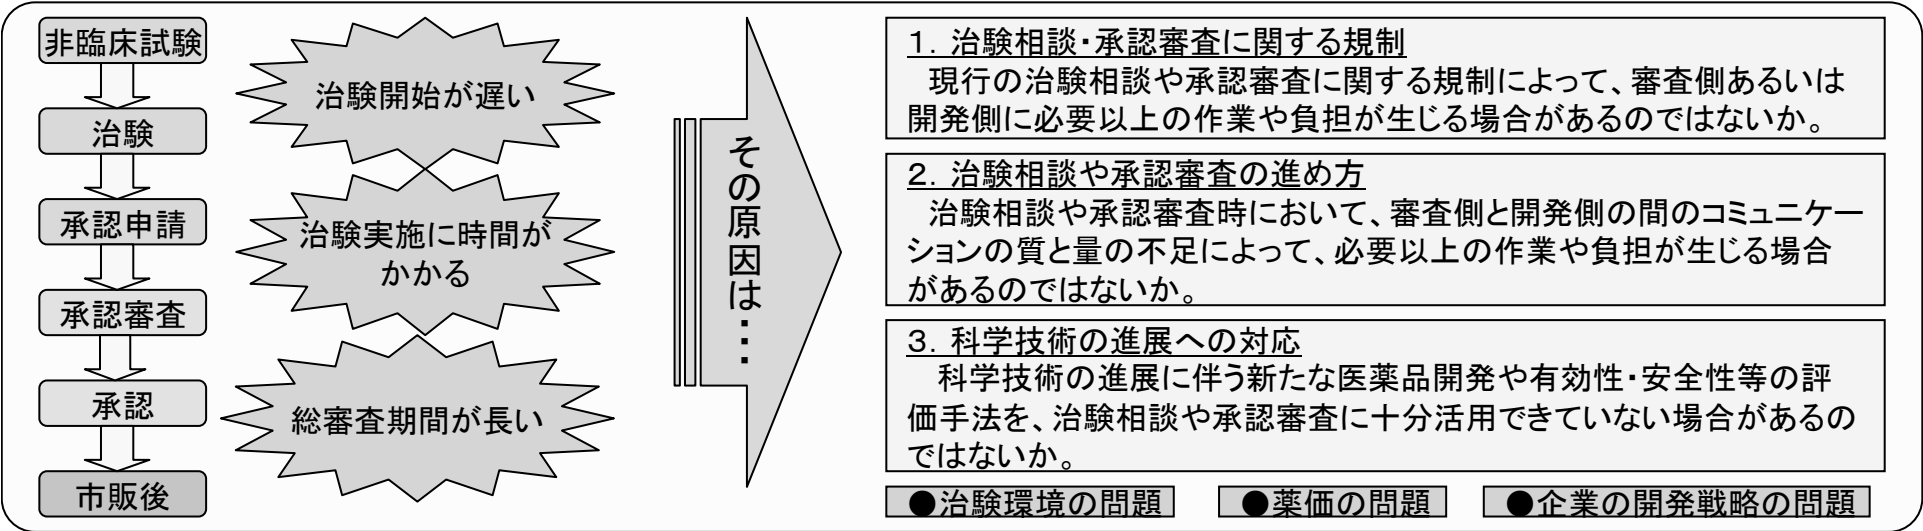 非臨床試験
治験
承認申請
承認審査
承認
市販後
治験開始が遅い
治験実施に時間が
かかる
総審査期間が長い
その原因は・・・
１．治験相談・承認審査に関する規制
現行の治験相談や承認審査に関する規制によって、審査側あるいは
開発側に必要以上の作業や負担が生じる場合があるのではないか。
２．治験相談や承認審査の進め方
治験相談や承認審査時において、審査側と開発側の間のコミュニケー
ションの質と量の不足によって、必要以上の作業や負担が生じる場合
があるのではないか。
３．科学技術の進展への対応
科学技術の進展に伴う新たな医薬品開発や有効性・安全性等の評
価手法を、治験相談や承認審査に十分活用できていない場合があるの
ではないか。
●治験環境の問題
●薬価の問題
●企業の開発戦略の問題